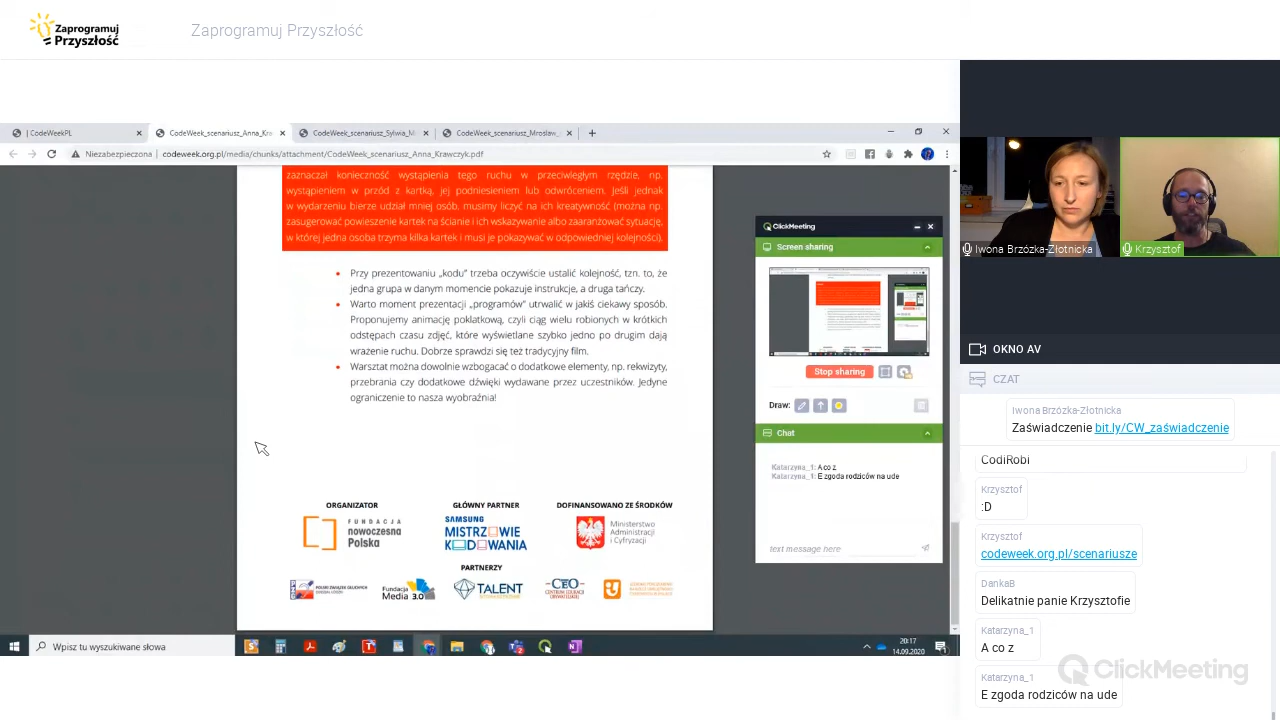 Zaprogramuj
Przyszłość
Zaprogramuj Przyszłość
| CodeWeekPL
CodeWeek_scenariusz_Anna_Kra
CodeWeek_scenariusz_Sylwia_M
CodeWeek_scenariusz_Mrosław_s
Niezabezpieczona | codeweek.org.pl/media/chunks/attachment/CodeWeek_scenariusz_Anna_Krawczyk.pdf
zaznaczał konieczność wystąpienia tego ruchu w przeciwległym rzędzie, np.
wystąpieniem w przód z kartką, jej podniesieniem lub odwróceniem. Jeśli jednak
w wydarzeniu bierze udział mniej osób, musimy liczyć na ich kreatywność (można np.
zasugerować powieszenie kartek na ścianie i ich wskazywanie albo zaaranżować sytuację,
w której jedna osoba trzyma kilka kartek i musi je pokazywać w odpowiedniej kolejności).
• Przy prezentowaniu „kodu” trzeba oczywiście ustalić kolejność, tzn. to, że
jedna grupa w danym momencie pokazuje instrukcje, a druga tańczy.
• Warto moment prezentacji „programów” utrwalić w jakiś ciekawy sposób.
Proponujemy animację poklatkową, czyli ciąg wielu robionych w krótkich
odstępach czasu zdjęć, które wyświetlane szybko jedno po drugim dają
wrażenie ruchu. Dobrze sprawdzi się też tradycyjny film.
• Warsztat można dowolnie wzbogacać o dodatkowe elementy, np. rekwizyty,
przebrania czy dodatkowe dźwięki wydawane przez uczestników. Jedyne
ograniczenie to nasza wyobraźnia!
ORGANIZATOR
FUNDACJA
nowoczesna
Polska
GŁÓWNY PARTNER
SAMSUNG
MISTRZOWIE
KODOWANIA
DOFINANSOWANO ZE ŚRODKÓW
Ministerstwo
Administracji
i Cyfryzacji
PARTNERZY
Fundacja
Media 3.0
TALENT
CEO
CENTRUM EDUKACJI
OBYWATELSKIEJ
ClickMeeting
Screen sharing
Stop sharing
Draw:
Chat
Katarzyna_1: A co z
Katarzyna_1: E zgoda rodziców na ude
text message here
Wpisz tu wyszukiwane słowa
20:17
14.09.2020
Iwona Brzózka-Złotnicka
Krzysztof
OKNO AV
CZAT
Iwona Brzózka-Złotnicka
Zaświadczenie bit.ly/CW_zaświadczenie
CodiRobi
Krzysztof
:D
Krzysztof
codeweek.org.pl/scenariusze
DankaB
Delikatnie panie Krzysztofie
Katarzyna_1
A co z
Katarzyna_1
E zgoda rodziców na ude
ClickMeeting